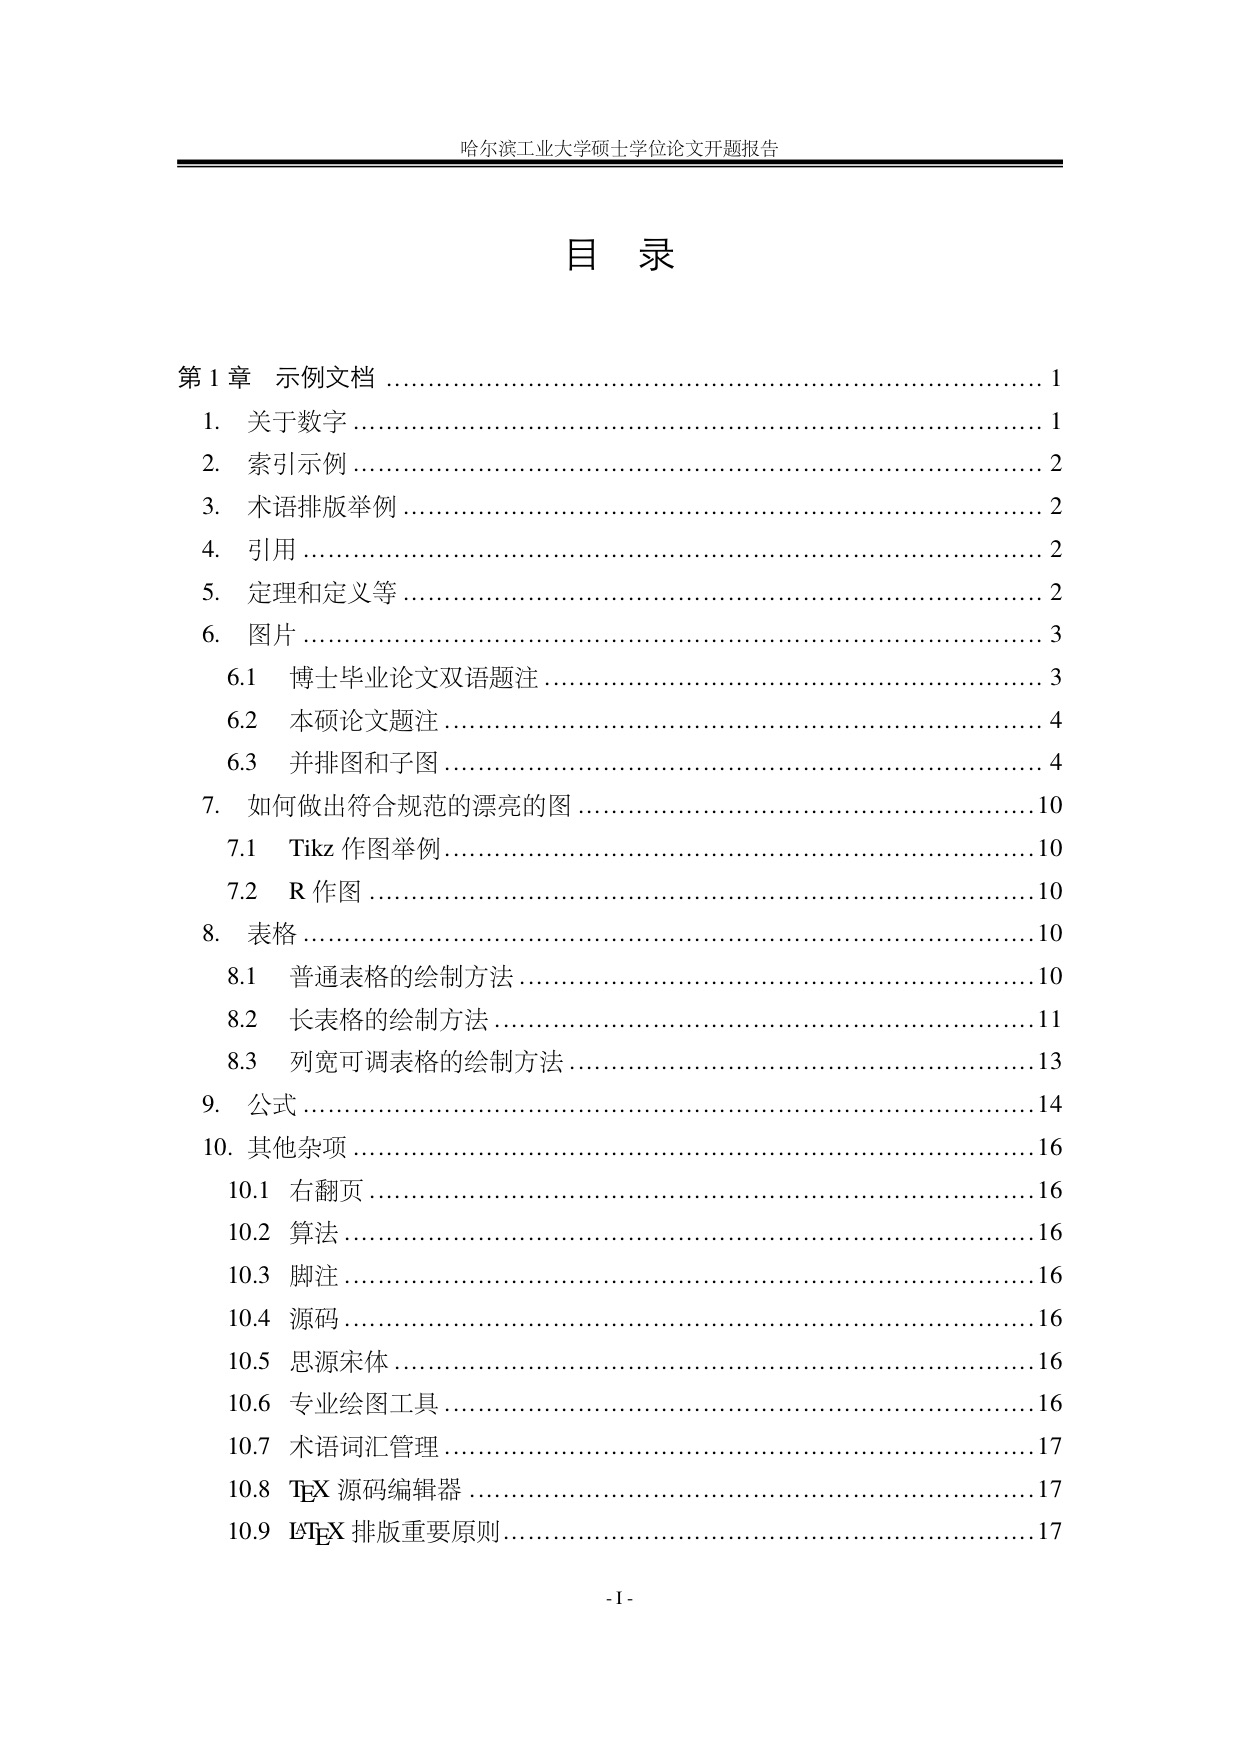 哈尔滨工业大学硕士学位论文开题报告
目 录
第 1 章 示例文档 ........ 1
1. 关于数字 ........ 1
2. 索引示例 ........ 2
3. 术语排版举例 ........ 2
4. 引用 ........ 2
5. 定理和定义等 ........ 2
6. 图片 ........ 3
6.1 博士毕业论文双语题注 ........ 3
6.2 本硕论文题注 ........ 4
6.3 并排图和子图 ........ 4
7. 如何做出符合规范的漂亮的图 ........ 10
7.1 Tikz 作图举例 ........ 10
7.2 R 作图 ........ 10
8. 表格 ........ 10
8.1 普通表格的绘制方法 ........ 10
8.2 长表格的绘制方法 ........ 11
8.3 列宽可调表格的绘制方法 ........ 13
9. 公式 ........ 14
10. 其他杂项 ........ 16
10.1 右翻页 ........ 16
10.2 算法 ........ 16
10.3 脚注 ........ 16
10.4 源码 ........ 16
10.5 思源宋体 ........ 16
10.6 专业绘图工具 ........ 16
10.7 术语词汇管理 ........ 17
10.8 TEX 源码编辑器 ........ 17
10.9 LATEX 排版重要原则 ........ 17
- I -